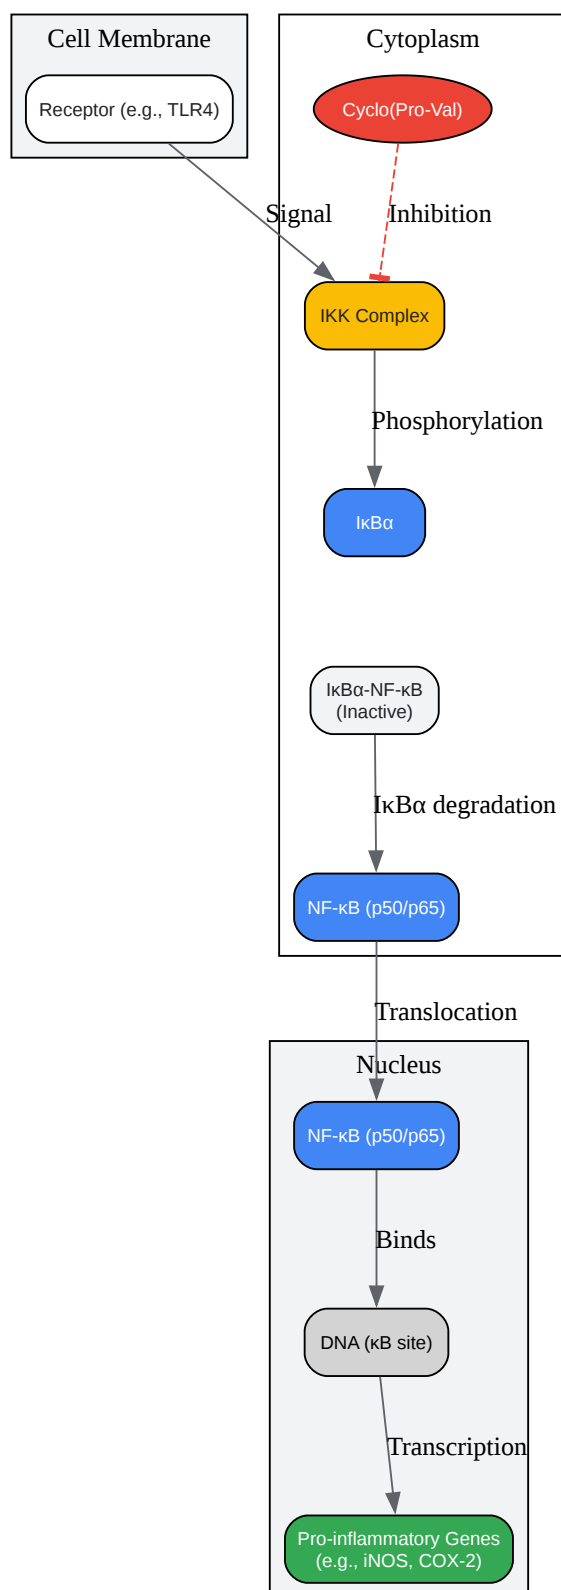 Cell Membrane
Cytoplasm
Receptor (e.g., TLR4)
Cyclo(Pro-Val)
Signal
Inhibition
IKK Complex
Phosphorylation
IκBα
IκBα-NF-κB
(Inactive)
IκBα degradation
NF-κB (p50/p65)
Translocation
Nucleus
NF-κB (p50/p65)
Binds
DNA (κB site)
Transcription
Pro-inflammatory Genes
(e.g., iNOS, COX-2)